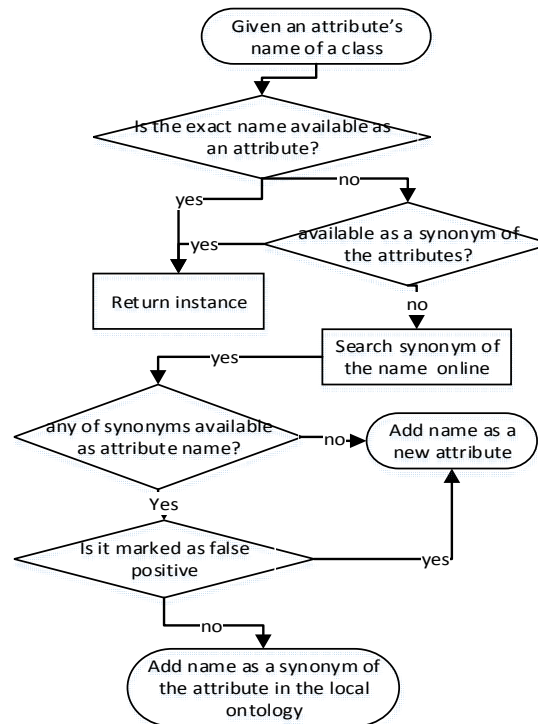 Given an attribute's
name of a class
Is the exact name available as
an attribute?
yes
no
available as a synonym of
the attributes?
yes
Return instance
no
Search synonym of
the name online
yes
any of synonyms available
as attribute name?
no
Add name as a
new attribute
Yes
Is it marked as false
positive
yes
no
Add name as a synonym of
the attribute in the local
ontology